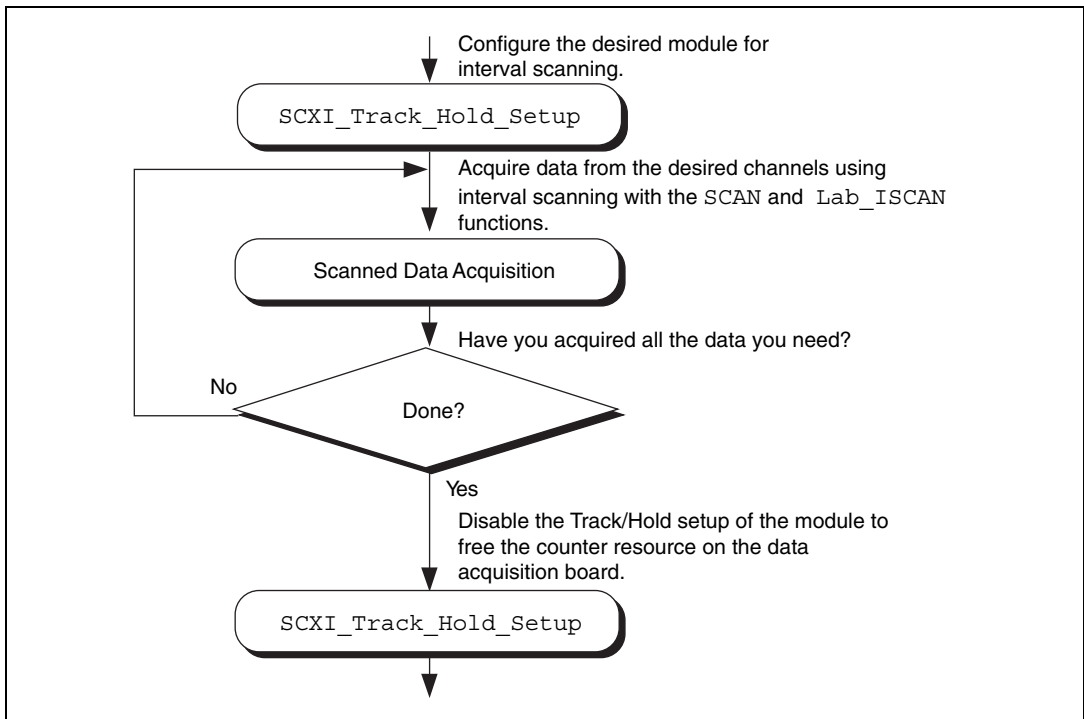 Configure the desired module for
interval scanning.
SCXI_Track_Hold_Setup
Acquire data from the desired channels using
interval scanning with the SCAN and Lab_ISCAN
functions.
Scanned Data Acquisition
Have you acquired all the data you need?
No
Done?
Yes
Disable the Track/Hold setup of the module to
free the counter resource on the data
acquisition board.
SCXI_Track_Hold_Setup